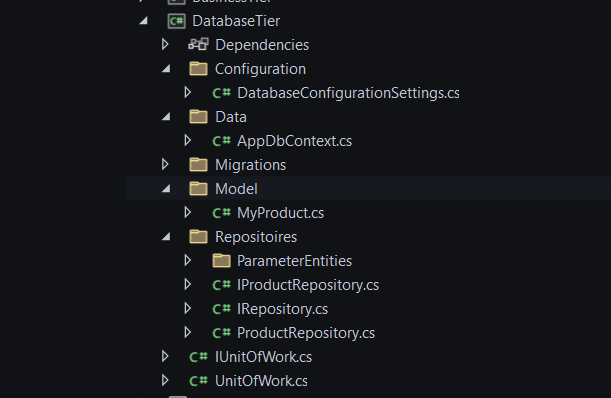 DatabaseTier
Dependencies
Configuration
C# DatabaseConfigurationSettings.cs
Data
C# AppDbContext.cs
Migrations
Model
C# MyProduct.cs
Repositoires
ParameterEntities
C# IProductRepository.cs
C# IRepository.cs
C# ProductRepository.cs
C# IUnitOfWork.cs
C# UnitOfWork.cs